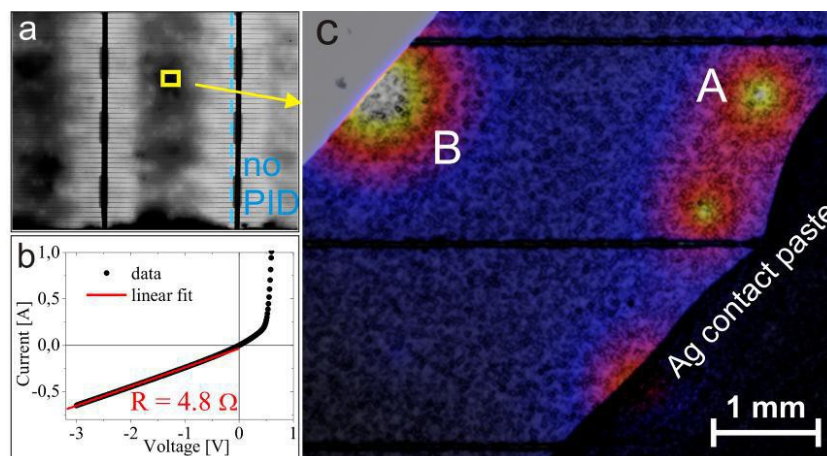 a
no
PID
b
1,0
0,5
0,0
-0,5
data
linear fit
R = 4.8 Ω
Current [A]
-3
-2
-1
0
1
Voltage [V]
c
A
B
Ag contact paste
1 mm